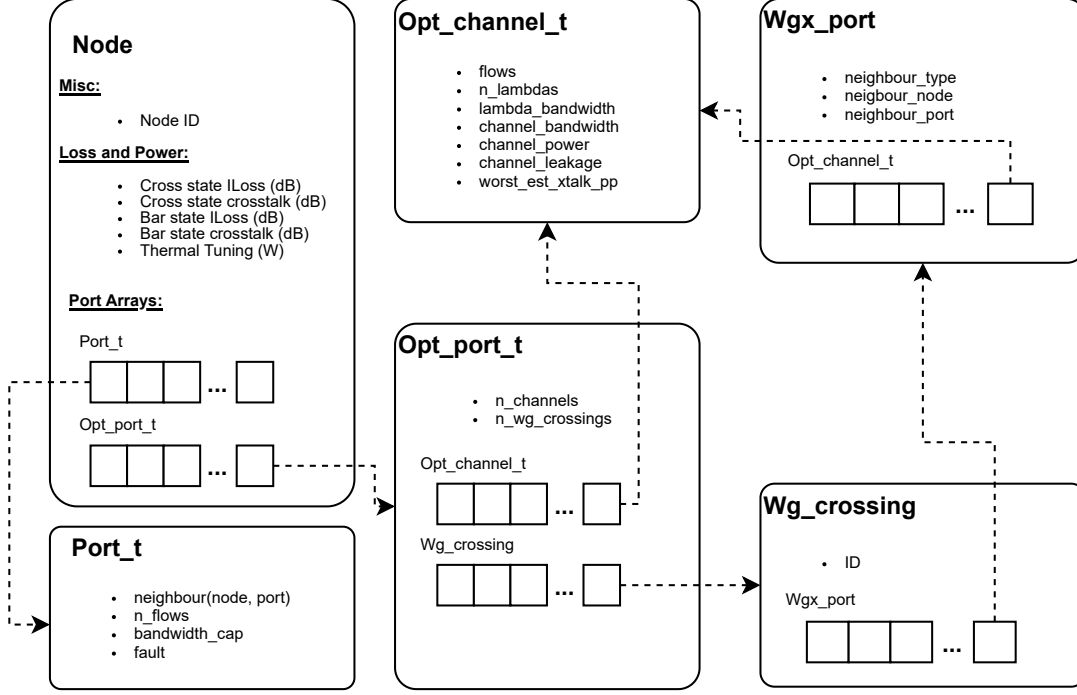 Node
Misc:
• Node ID
Loss and Power:
• Cross state ILoss (dB)
• Cross state crosstalk (dB)
• Bar state ILoss (dB)
• Bar state crosstalk (dB)
• Thermal Tuning (W)
Port Arrays:
Port_t
...
Opt_port_t
...
Port_t
• neighbour(node, port)
• n_flows
• bandwidth_cap
• fault
Opt_channel_t
• flows
• n_lambdas
• lambda_bandwidth
• channel_bandwidth
• channel_power
• channel_leakage
• worst_est_xtalk_pp
Opt_port_t
• n_channels
• n_wg_crossings
Opt_channel_t
...
Wg_crossing
...
Wgx_port
• neighbour_type
• neigbour_node
• neighbour_port
Opt_channel_t
...
Wg_crossing
• ID
Wgx_port
...